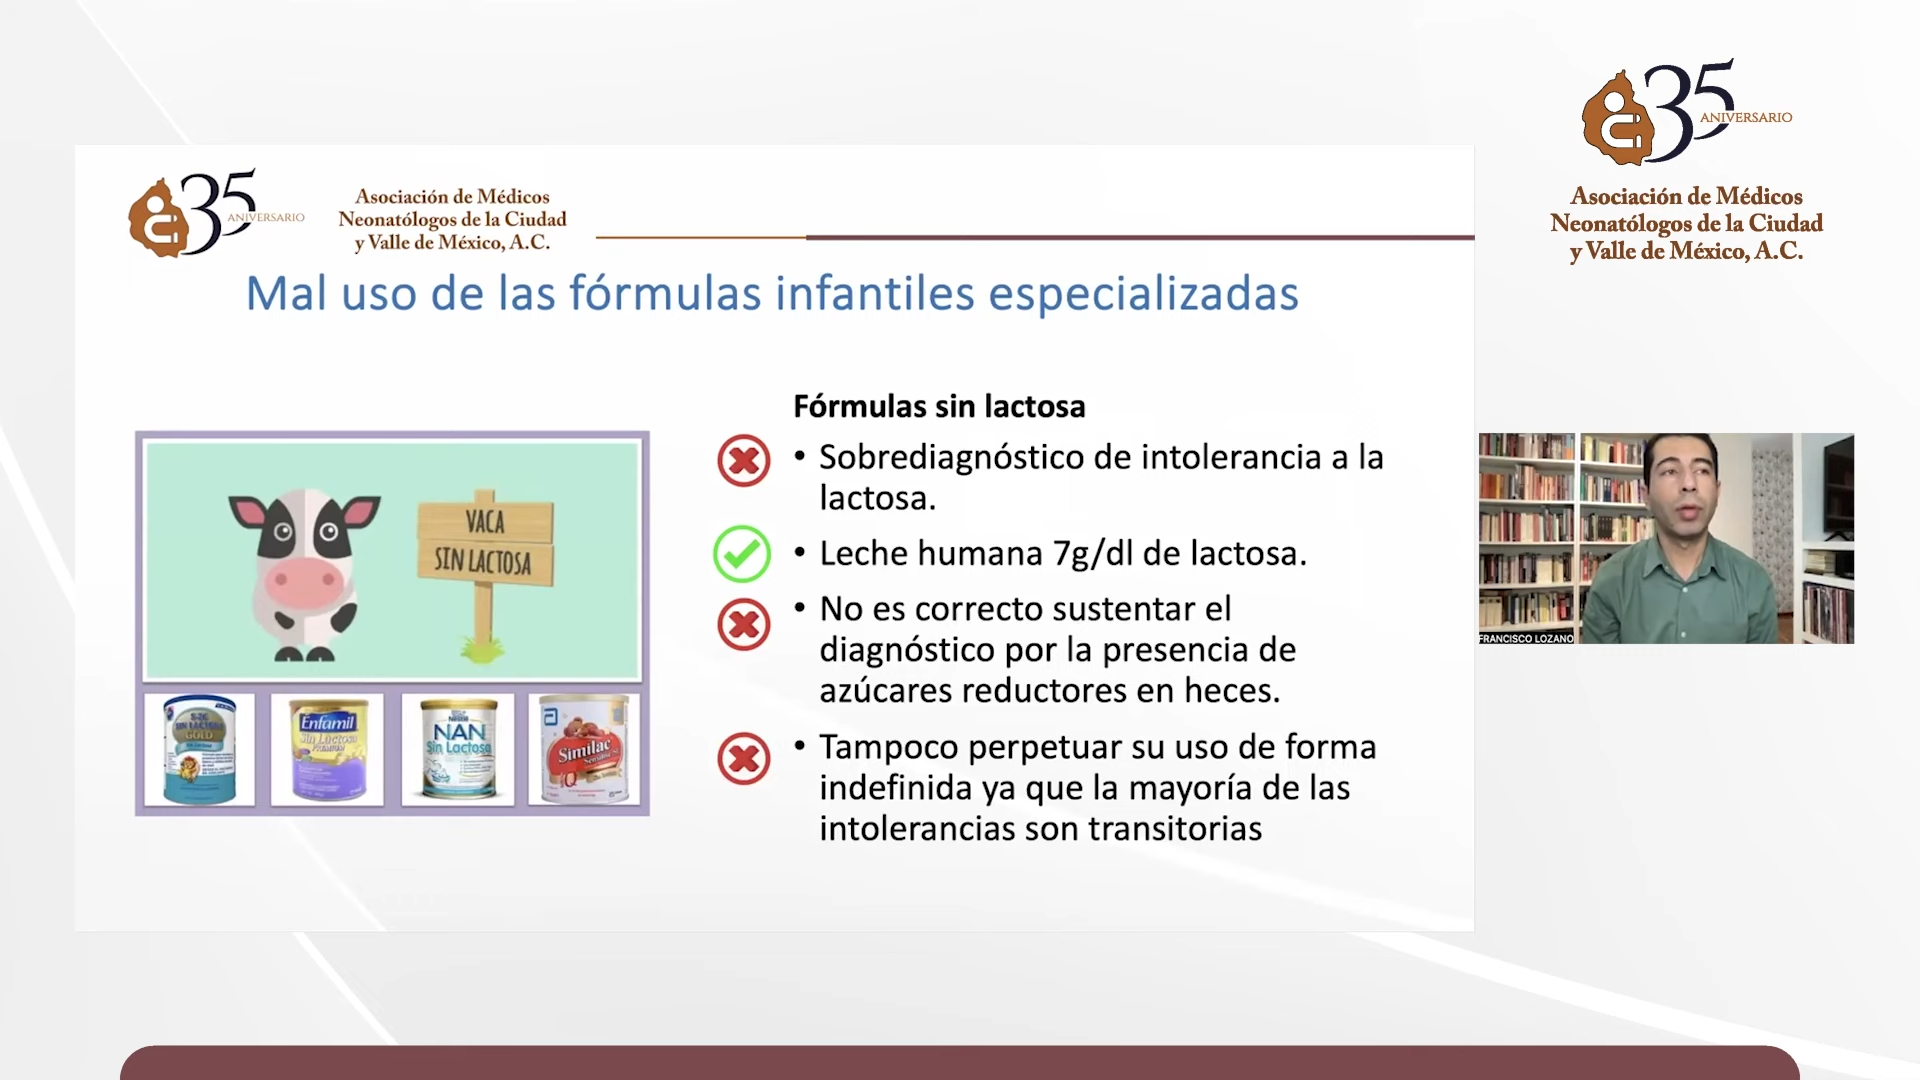 35
ANIVERSARIO
Asociación de Médicos
Neonatólogos de la Ciudad
y Valle de México, A.C.
35
ANIVERSARIO
Asociación de Médicos
Neonatólogos de la Ciudad
y Valle de México, A.C.
Mal uso de las fórmulas infantiles especializadas
Fórmulas sin lactosa
• Sobrediagnóstico de intolerancia a la
lactosa.
• Leche humana 7g/dl de lactosa.
• No es correcto sustentar el
diagnóstico por la presencia de
azúcares reductores en heces.
• Tampoco perpetuar su uso de forma
indefinida ya que la mayoría de las
intolerancias son transitorias
VACA
SIN LACTOSA
SIN LACTOSA
GOLD
Enfamil
Sin Lactosa
PREMIUM
Nestlé
NAN
Sin Lactosa
Similac
IQ
FRANCISCO LOZANO